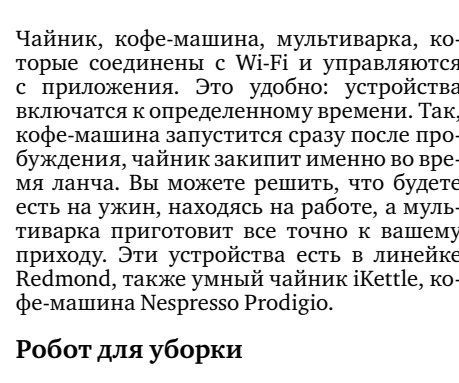 Чайник, кофе-машина, мультиварка, ко-
торые соединены с Wi-Fi и управляются
с приложения. Это удобно: устройства
включатся к определенному времени. Так,
кофе-машина запустится сразу после про-
буждения, чайник закипит именно во вре-
мя ланча. Вы можете решить, что будете
есть на ужин, находясь на работе, а муль-
тиварка приготовит все точно к вашему
приходу. Эти устройства есть в линейке
Redmond, также умный чайник iKettle, ко-
фе-машина Nespresso Prodigio.
Робот для уборки